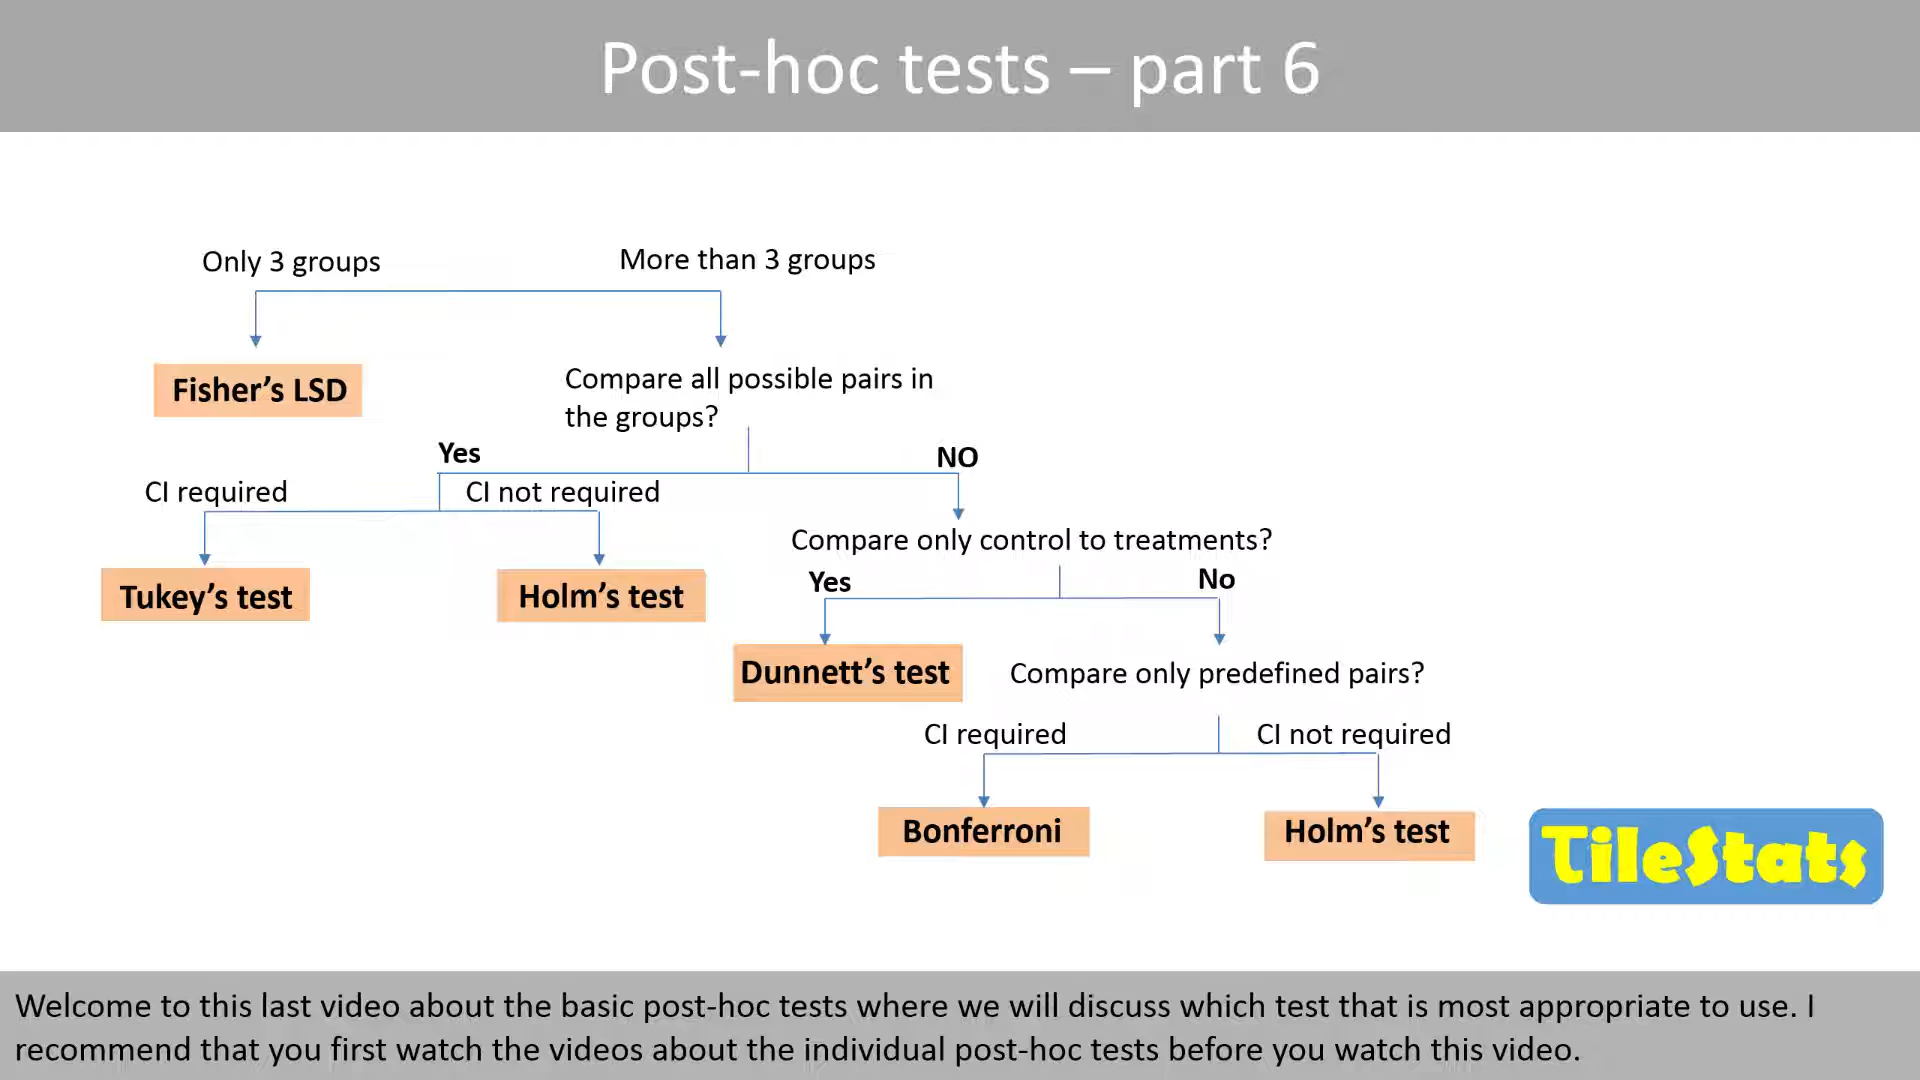 Post-hoc tests – part 6
Only 3 groups
More than 3 groups
Fisher’s LSD
Compare all possible pairs in
the groups?
Yes
NO
CI required
CI not required
Compare only control to treatments?
Tukey’s test
Holm’s test
Yes
No
Dunnett’s test
Compare only predefined pairs?
CI required
CI not required
Bonferroni
Holm’s test
TileStats
Welcome to this last video about the basic post-hoc tests where we will discuss which test that is most appropriate to use. I
recommend that you first watch the videos about the individual post-hoc tests before you watch this video.